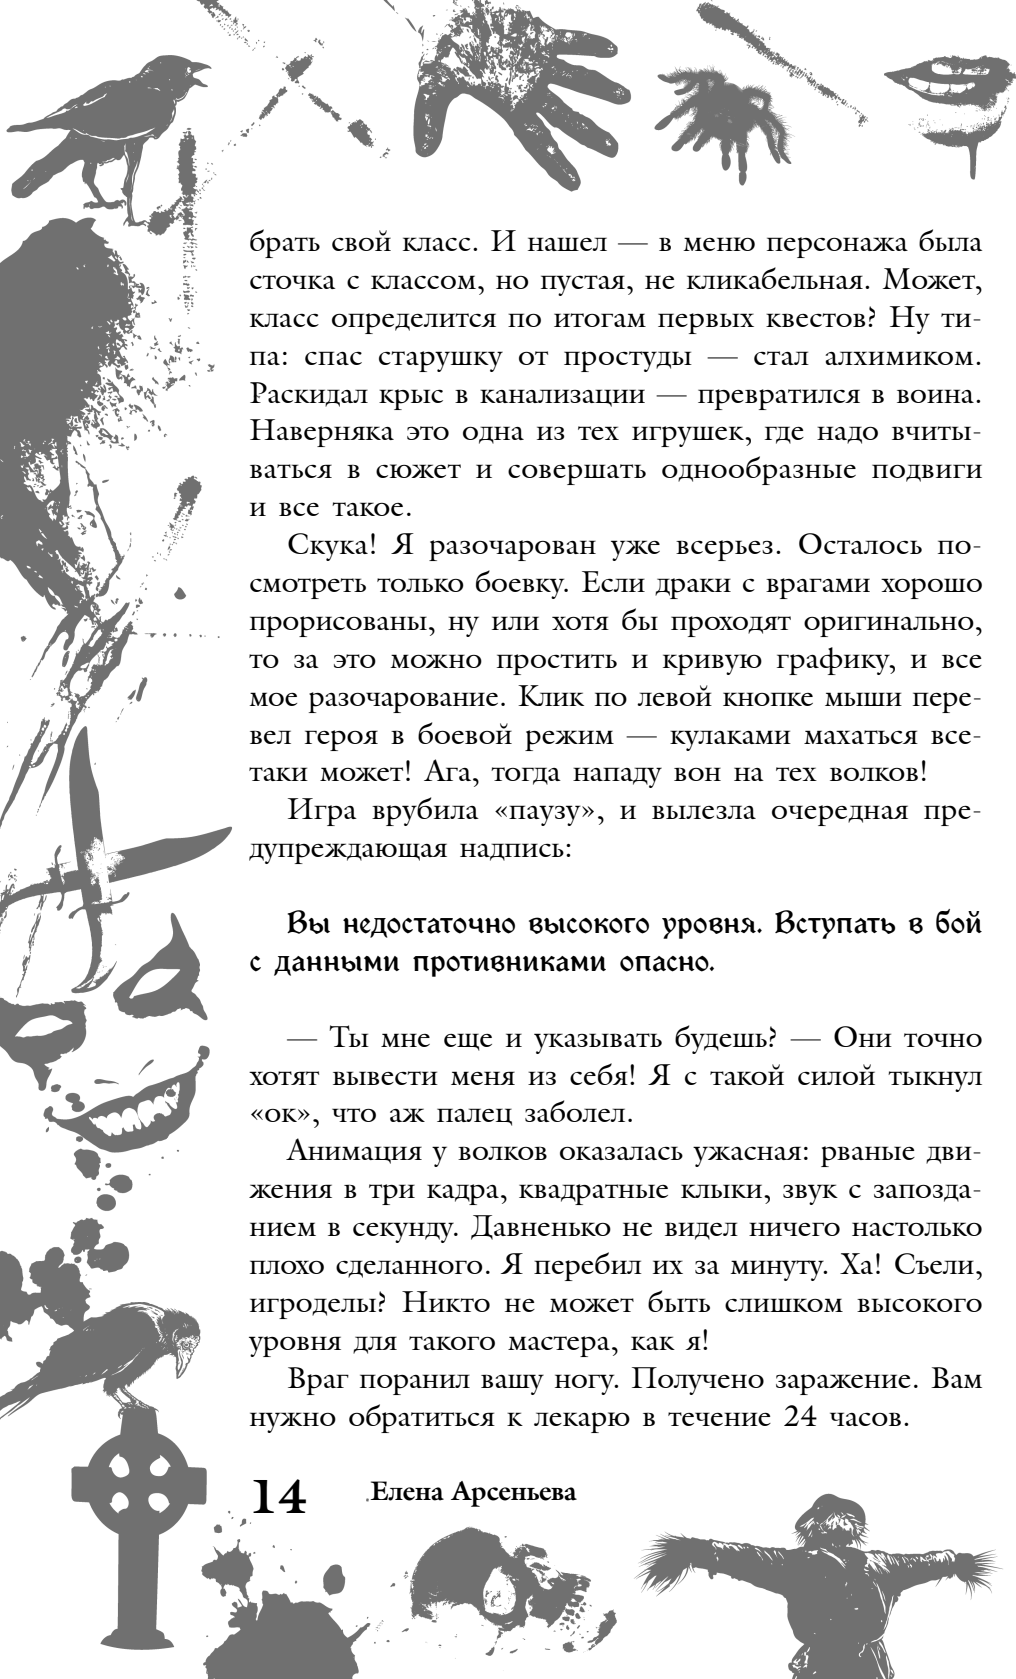 брать свой класс. И нашел — в меню персонажа была
сточка с классом, но пустая, не кликабельная. Может,
класс определится по итогам первых квестов? Ну ти-
па: спас старушку от простуды — стал алхимиком.
Раскидал крыс в канализации — превратился в воина.
Наверняка это одна из тех игрушек, где надо вчиты-
ваться в сюжет и совершать однообразные подвиги
и все такое.
Скука! Я разочарован уже всерьез. Осталось по-
смотреть только боевку. Если драки с врагами хорошо
прорисованы, ну или хотя бы проходят оригинально,
то за это можно простить и кривую графику, и все
мое разочарование. Клик по левой кнопке мыши пере-
вел героя в боевой режим — кулаками махаться все-
таки может! Ага, тогда нападу вон на тех волков!
Игра врубила «паузу», и вылезла очередная пре-
дупреждающая надпись:
Вы недостаточно высокого уровня. Вступать в бой
с данными противниками опасно.
— Ты мне еще и указывать будешь? — Они точно
хотят вывести меня из себя! Я с такой силой тыкнул
«ок», что аж палец заболел.
Анимация у волков оказалась ужасная: рваные дви-
жения в три кадра, квадратные клыки, звук с запозда-
нием в секунду. Давненько не видел ничего настолько
плохо сделанного. Я перебил их за минуту. Ха! Съели,
игроделы? Никто не может быть слишком высокого
уровня для такого мастера, как я!
Враг поранил вашу ногу. Получено заражение. Вам
нужно обратиться к лекарю в течение 24 часов.
14 Елена Арсеньева